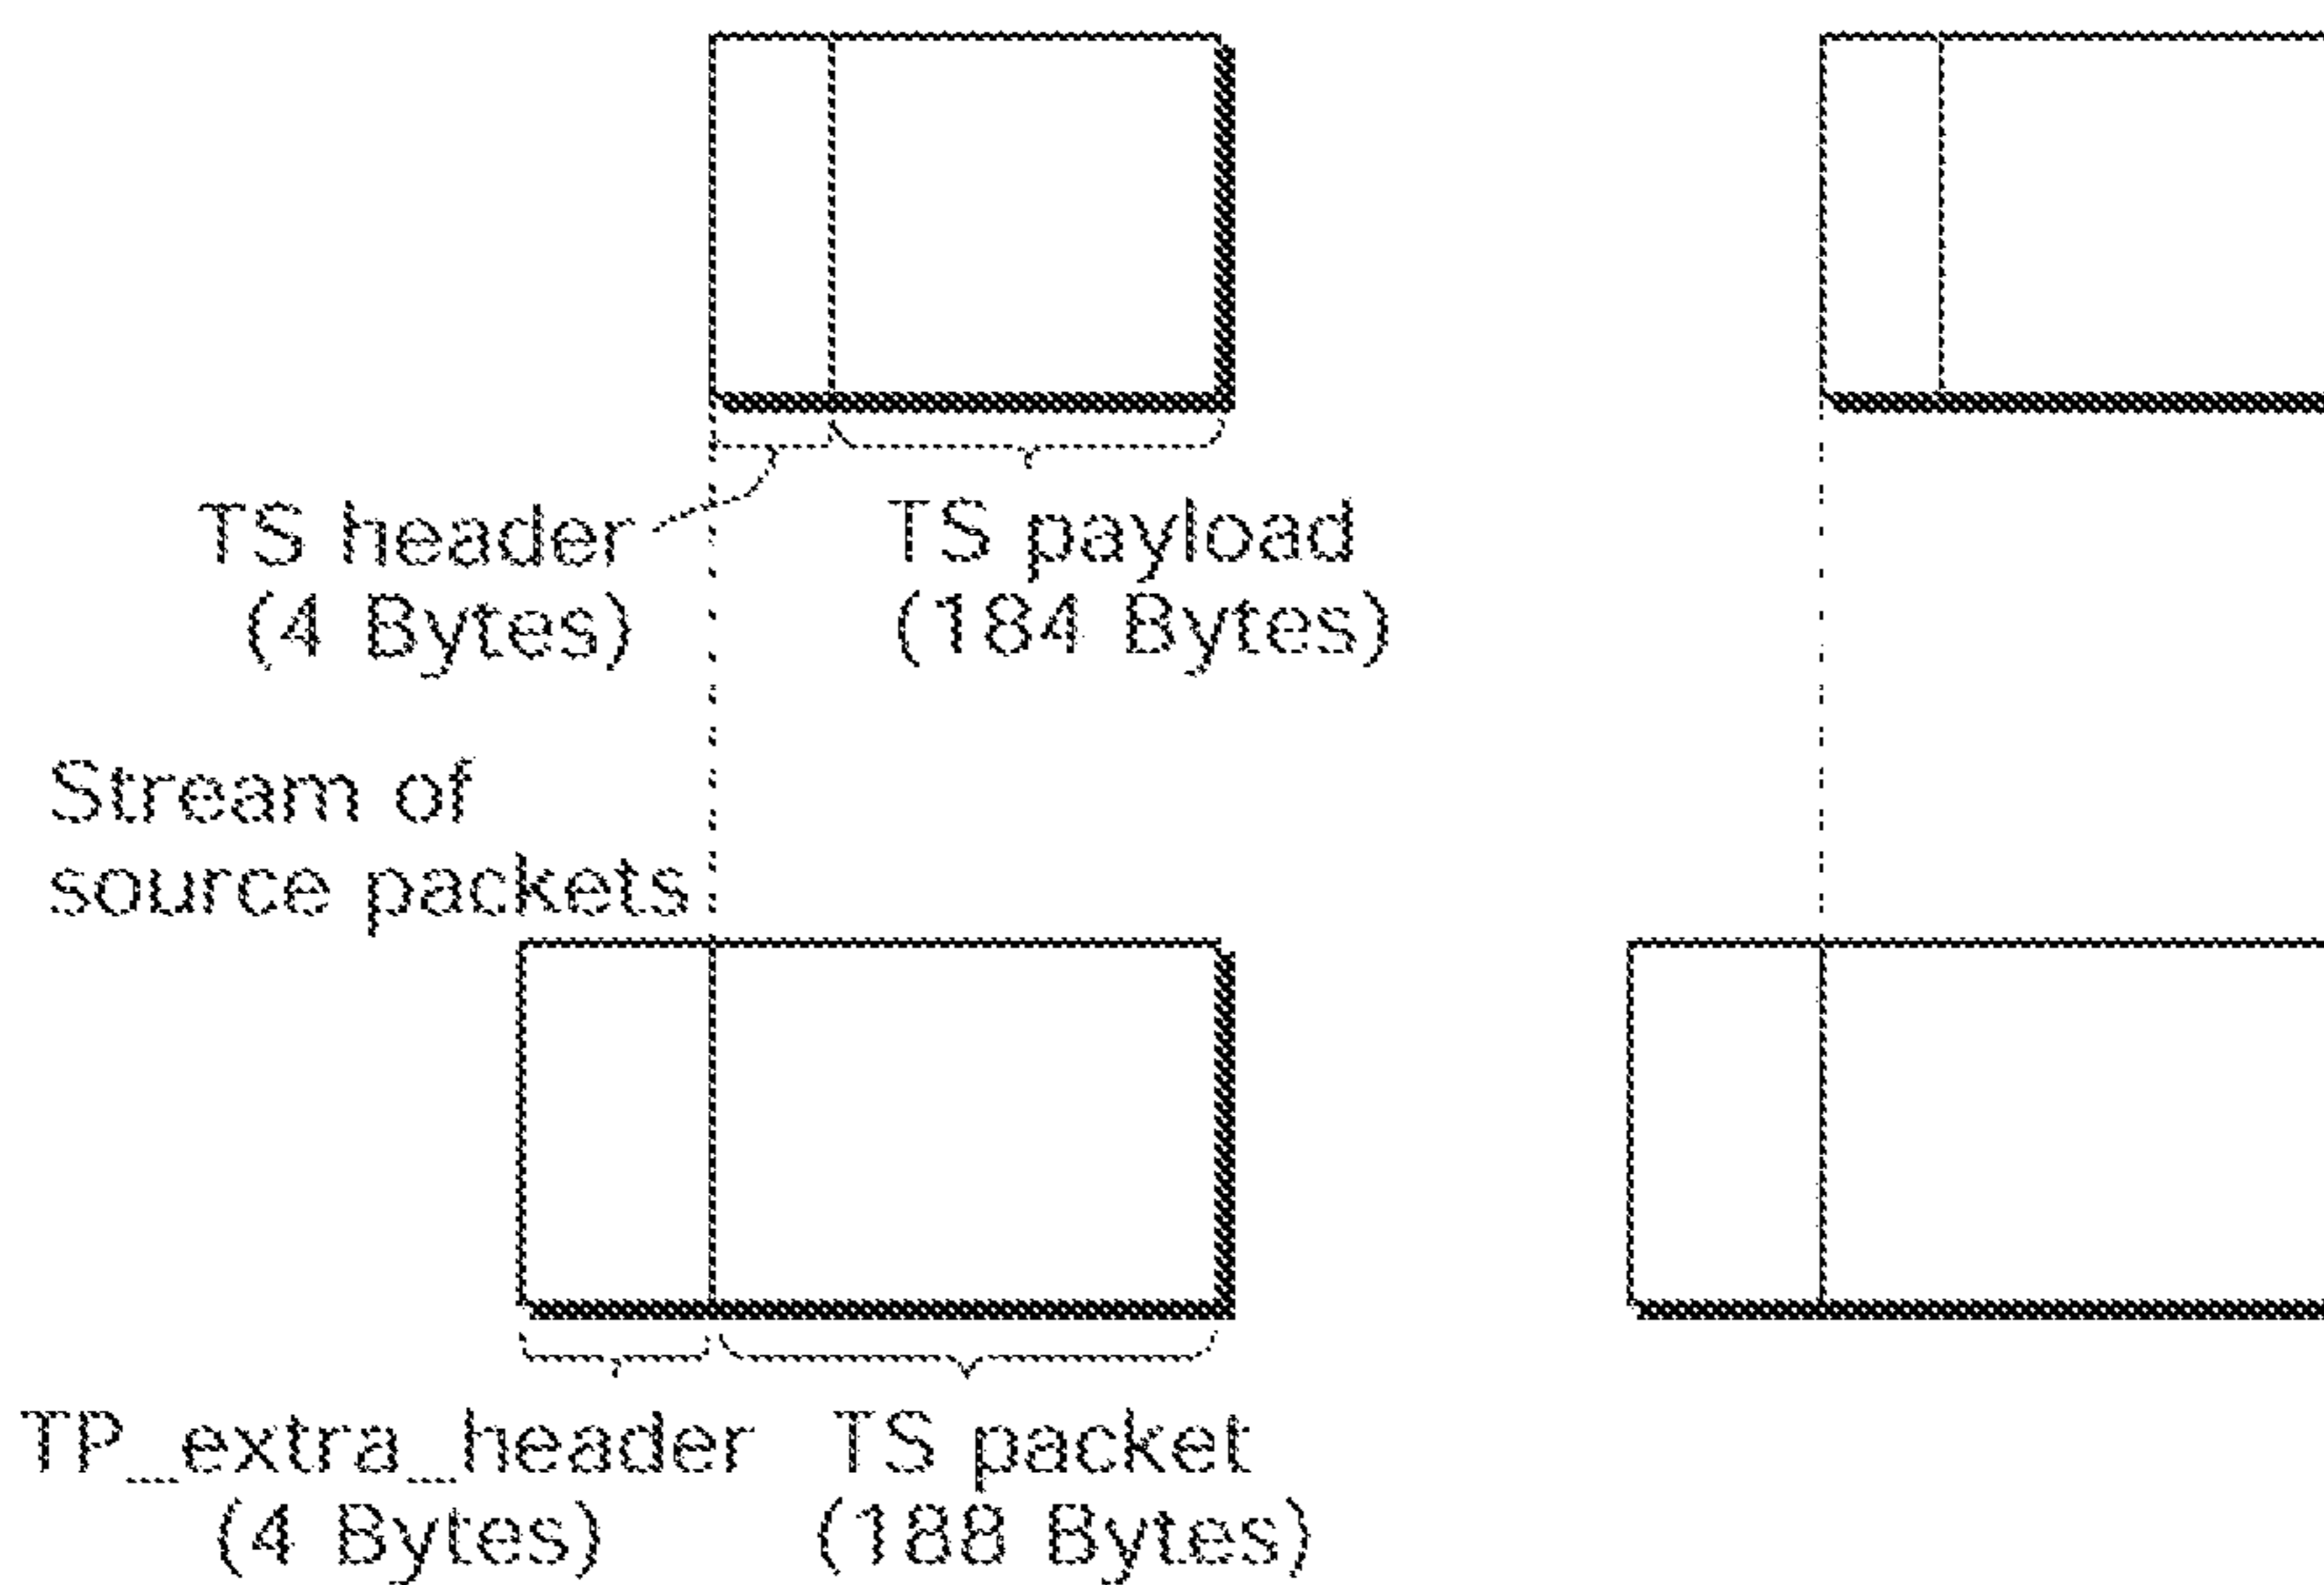 TS header
(4 Bytes)
TS payload
(184 Bytes)
Stream of
source packets
TP_extra_header
(4 Bytes)
TS packet
(188 Bytes)